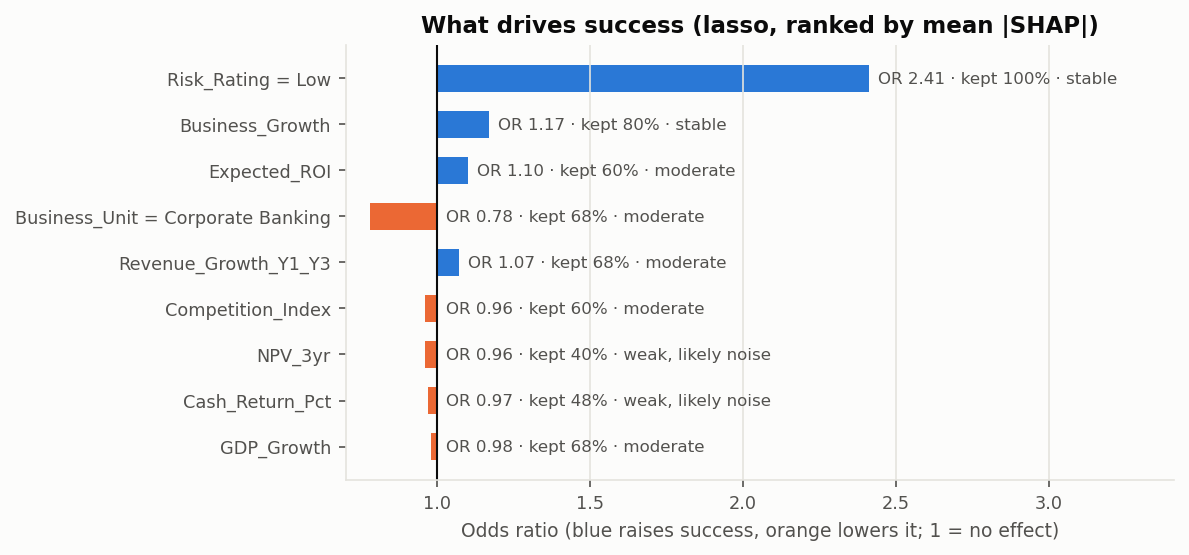 What drives success (lasso, ranked by mean |SHAP|)
Risk_Rating = Low
OR 2.41 · kept 100% · stable
Business_Growth
OR 1.17 · kept 80% · stable
Expected_ROI
OR 1.10 · kept 60% · moderate
Business_Unit = Corporate Banking
OR 0.78 · kept 68% · moderate
Revenue_Growth_Y1_Y3
OR 1.07 · kept 68% · moderate
Competition_Index
OR 0.96 · kept 60% · moderate
NPV_3yr
OR 0.96 · kept 40% · weak, likely noise
Cash_Return_Pct
OR 0.97 · kept 48% · weak, likely noise
GDP_Growth
OR 0.98 · kept 68% · moderate
1.0 1.5 2.0 2.5 3.0
Odds ratio (blue raises success, orange lowers it; 1 = no effect)